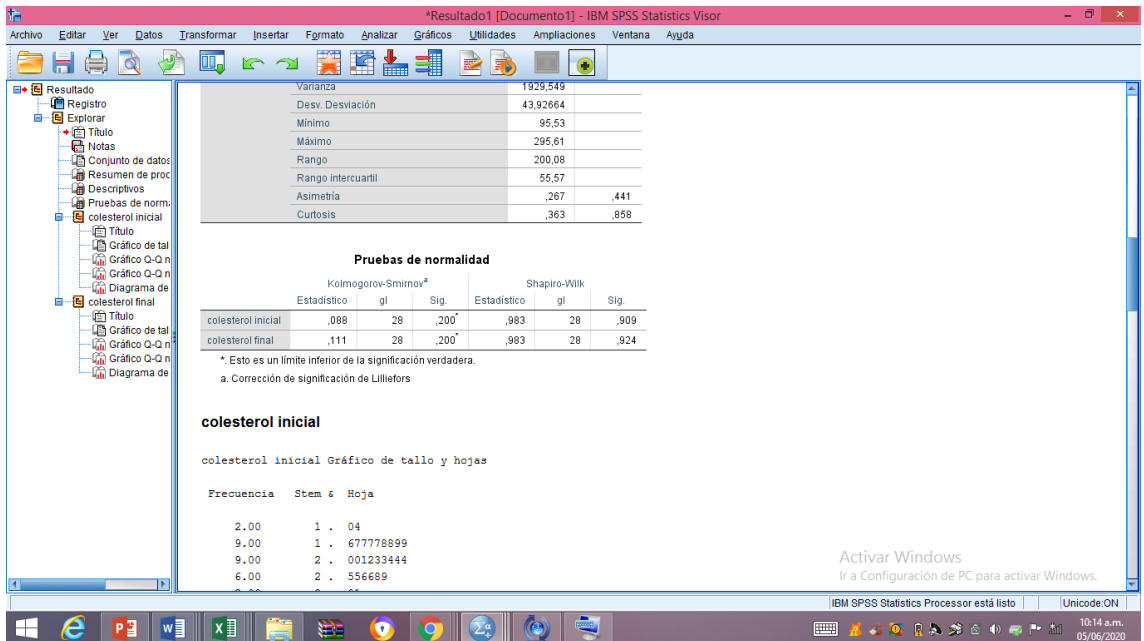 *Resultado1 [Documento1] - IBM SPSS Statistics Visor
Archivo Editar Ver Datos Transformar Insertar Formato Analizar Gráficos Utilidades Ampliaciones Ventana Ayuda
Resultado
Registro
Explorar
Título
Notas
Conjunto de datos
Resumen de proc
Descriptivos
Pruebas de norm
colesterol inicial
Título
Gráfico de tal
Gráfico Q-Q n
Gráfico Q-Q n
Diagrama de
colesterol final
Título
Gráfico de tal
Gráfico Q-Q n
Gráfico Q-Q n
Diagrama de
Varianza 1929,549
Desv. Desviación 43,92664
Mínimo 95,53
Máximo 295,61
Rango 200,08
Rango intercuartil 55,57
Asimetría ,267 ,441
Curtosis ,363 ,858
Pruebas de normalidad
Kolmogorov-Smirnov^a Shapiro-Wilk
Estadístico gl Sig. Estadístico gl Sig.
colesterol inicial ,088 28 ,200* ,983 28 ,909
colesterol final ,111 28 ,200* ,983 28 ,924
*. Esto es un límite inferior de la significación verdadera.
a. Corrección de significación de Lilliefors
colesterol inicial
colesterol inicial Gráfico de tallo y hojas
Frecuencia Stem & Hoja
2.00 1 . 04
9.00 1 . 677778899
9.00 2 . 001233444
6.00 2 . 556689
Activar Windows
Ir a Configuración de PC para activar Windows.
IBM SPSS Statistics Processor está listo Unicode:ON
10:14 a.m.
05/06/2020